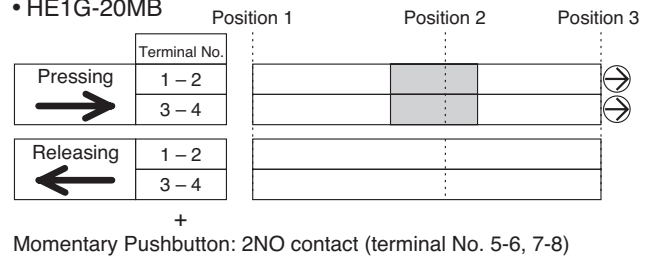 • HE1G-20MB
Position 1 Position 2 Position 3
Terminal No.
Pressing 1 – 2
3 – 4
Releasing 1 – 2
3 – 4
+
Momentary Pushbutton: 2NO contact (terminal No. 5-6, 7-8)